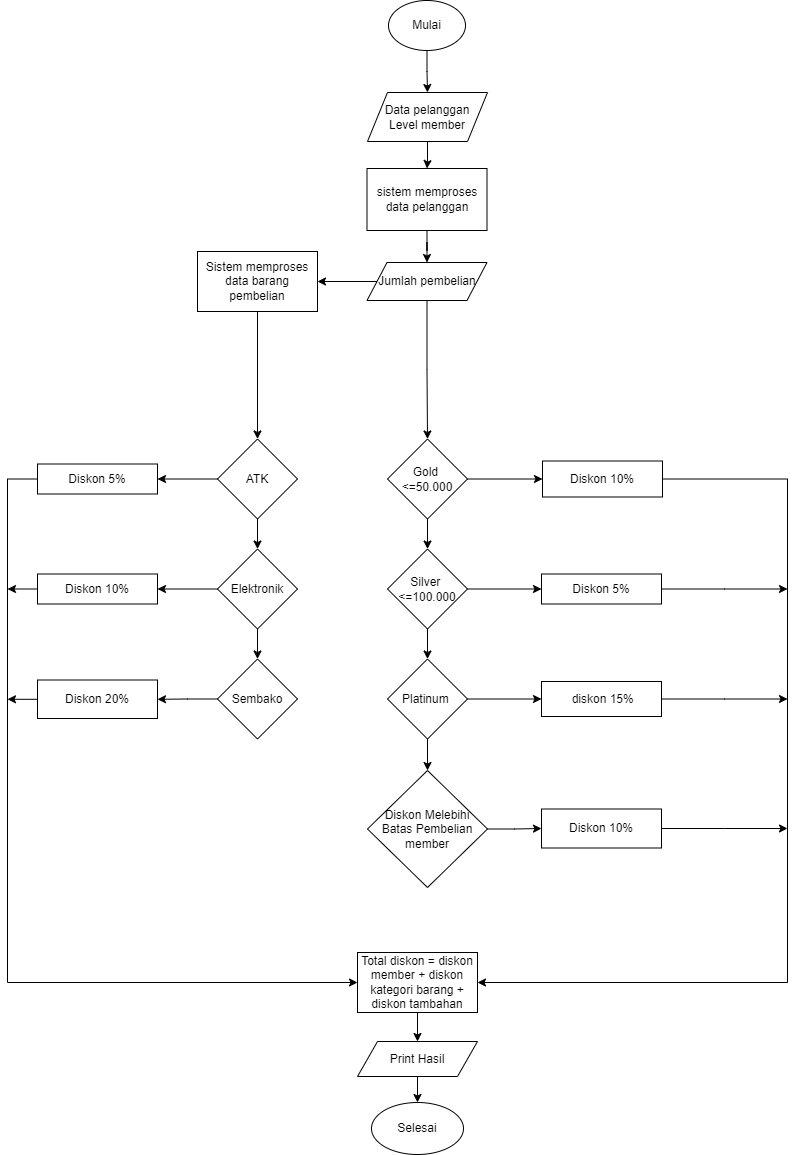 Mulai
Data pelanggan
Level member
sistem memproses
data pelanggan
Sistem memproses
data barang
pembelian
Jumlah pembelian
Diskon 5%
ATK
Gold
<=50.000
Diskon 10%
Diskon 10%
Elektronik
Silver
<=100.000
Diskon 5%
Diskon 20%
Sembako
Platinum
diskon 15%
Diskon Melebihi
Batas Pembelian
member
Diskon 10%
Total diskon = diskon
member + diskon
kategori barang +
diskon tambahan
Print Hasil
Selesai